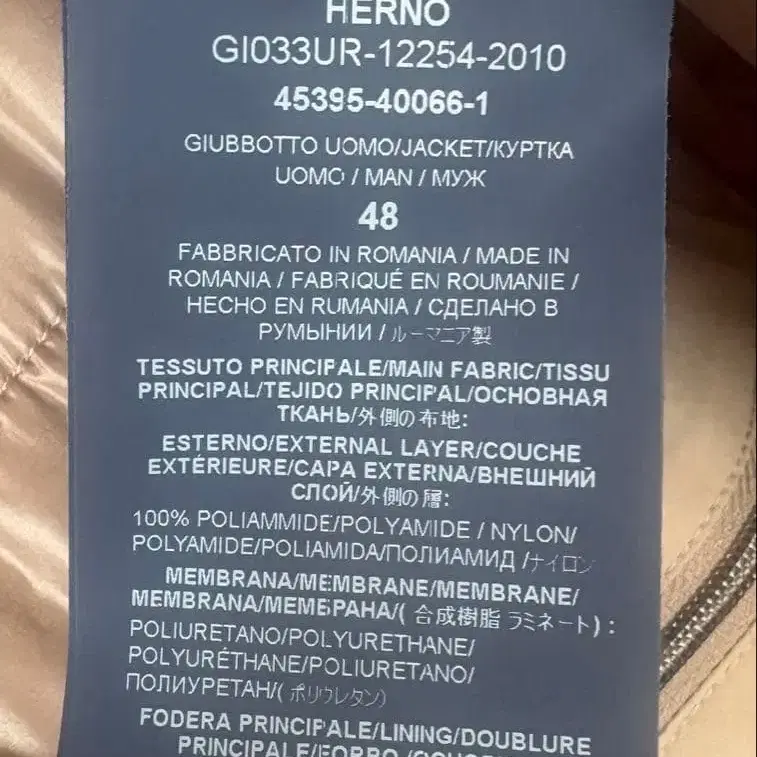 HERNO
GI033UR-12254-2010
45395-40066-1
GIUBBOTTO UOMO/JACKET/КУРТКА
UOMO / MAN / МУЖ
48
FABBRICATO IN ROMANIA / MADE IN
ROMANIA / FABRIQUÉ EN ROUMANIE /
HECHO EN RUMANIA / СДЕЛАНО В
РУМЫНИИ / ルーマニア製
TESSUTO PRINCIPALE/MAIN FABRIC/TISSU
PRINCIPAL/TEJIDO PRINCIPAL/ОСНОВНАЯ
ТКАНЬ/外側の布地:
ESTERNO/EXTERNAL LAYER/COUCHE
EXTÉRIEURE/CAPA EXTERNA/ВНЕШНИЙ
СЛОЙ/外側の層:
100% POLIAMMIDE/POLYAMIDE / NYLON/
POLYAMIDE/POLIAMIDA/ПОЛИАМИД /ナイロン
MEMBRANA/MEMBRANE/MEMBRANE/
MEMBRANA/МЕМБРАНА/( 合成樹脂 ラミネート) :
POLIURETANO/POLYURETHANE/
POLYURÉTHANE/POLIURETANO/
ПОЛИУРЕТАН/( ポリウレタン)
FODERA PRINCIPALE/LINING/DOUBLURE
PRINCIPALE/FORRO